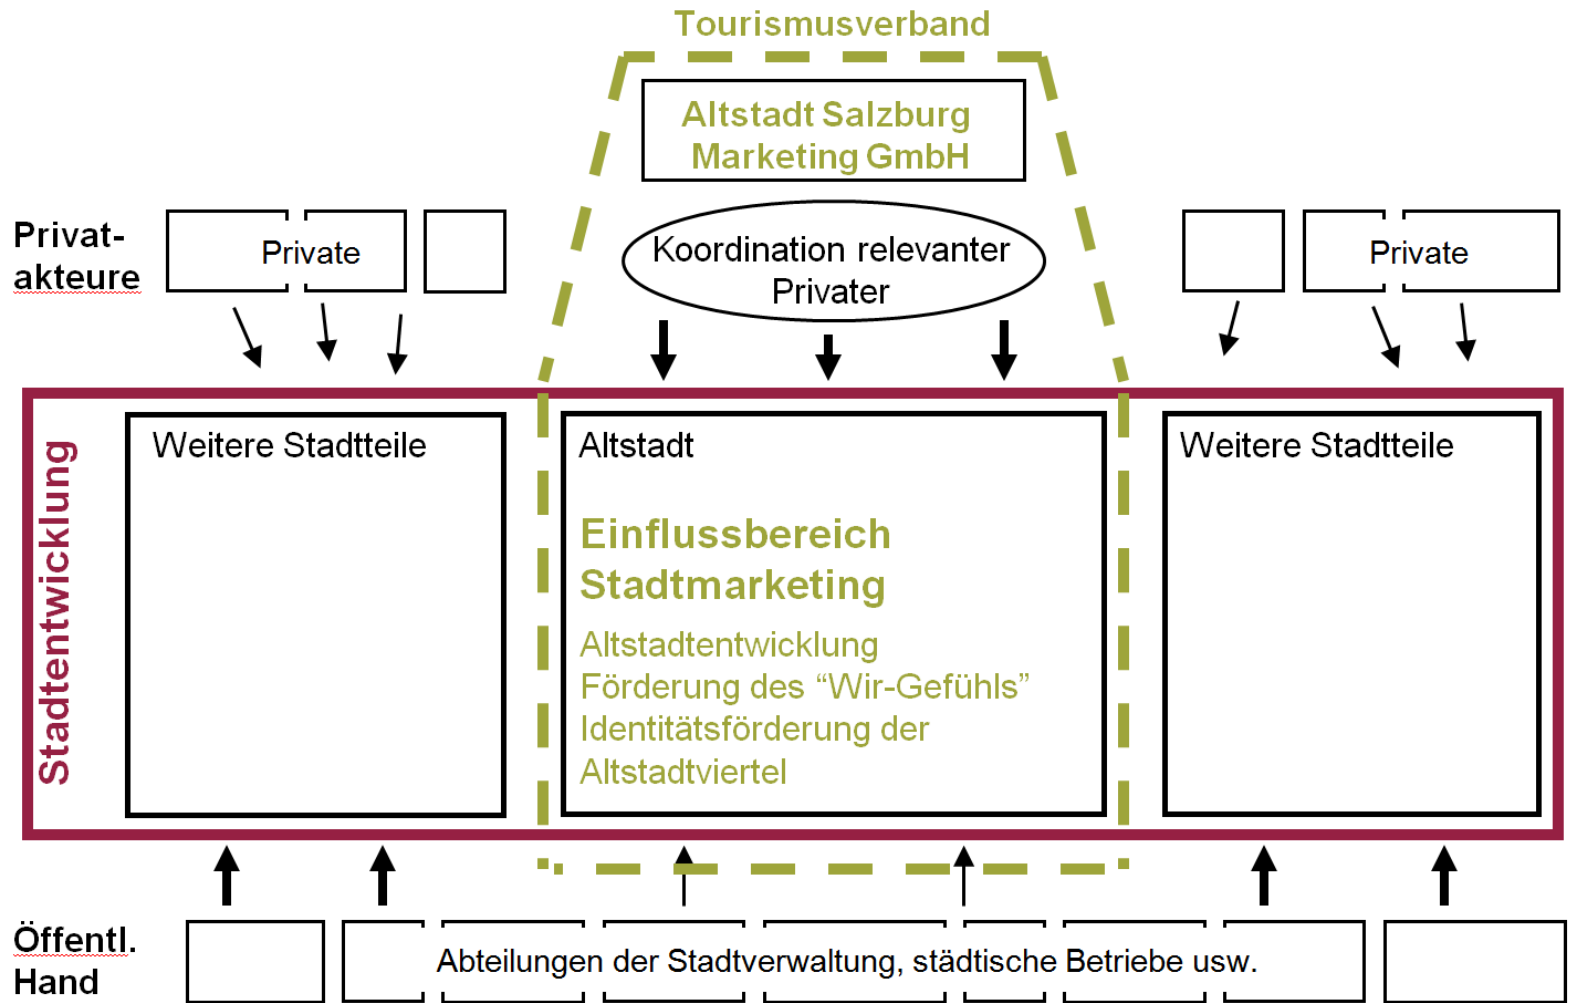 Tourismusverband
Altstadt Salzburg
Marketing GmbH
Privat-
akteure
Private
Koordination relevanter
Privater
Private
Stadtentwicklung
Weitere Stadtteile
Altstadt
Einflussbereich
Stadtmarketing
Altstadtentwicklung
Förderung des “Wir-Gefühls”
Identitätsförderung der
Altstadtviertel
Weitere Stadtteile
Öffentl.
Hand
Abteilungen der Stadtverwaltung, städtische Betriebe usw.